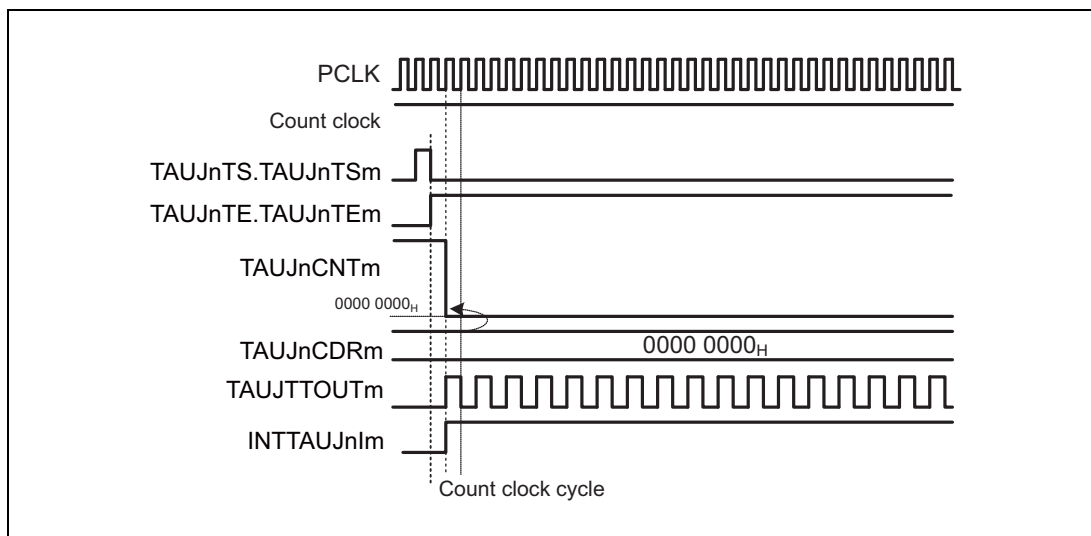 PCLK
Count clock
TAUJnTS.TAUJnTSm
TAUJnTE.TAUJnTEm
TAUJnCNTm
0000 0000H
TAUJnCDRm
0000 0000H
TAUJTTOUTm
INTTAUJnIm
Count clock cycle